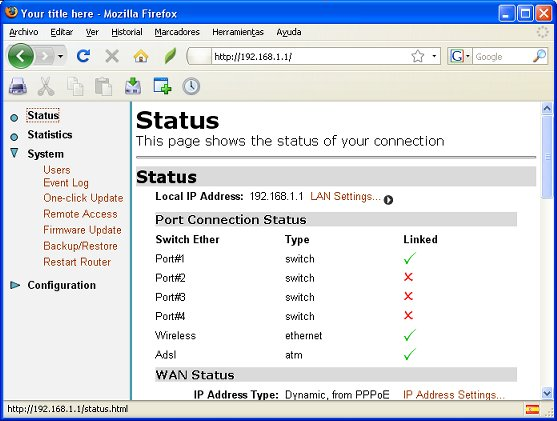 Your title here - Mozilla Firefox
Archivo Editar Ver Historial Marcadores Herramientas Ayuda
http://192.168.1.1/
G Google
Status
Statistics
System
Users
Event Log
One-click Update
Remote Access
Firmware Update
Backup/Restore
Restart Router
Configuration
Status
This page shows the status of your connection
Status
Local IP Address: 192.168.1.1 LAN Settings...
Port Connection Status
Switch Ether Type Linked
Port#1 switch
Port#2 switch
Port#3 switch
Port#4 switch
Wireless ethernet
Adsl atm
WAN Status
IP Address Type: Dynamic, from PPPoE IP Address Settings...
http://192.168.1.1/status.html